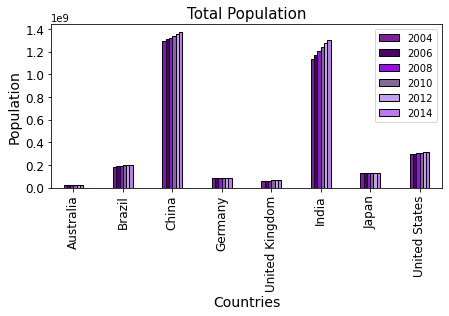 Total Population
1e9
1.4
1.2
1.0
0.8
0.6
0.4
0.2
0.0
Population
2004
2006
2008
2010
2012
2014
Australia
Brazil
China
Germany
United Kingdom
India
Japan
United States
Countries